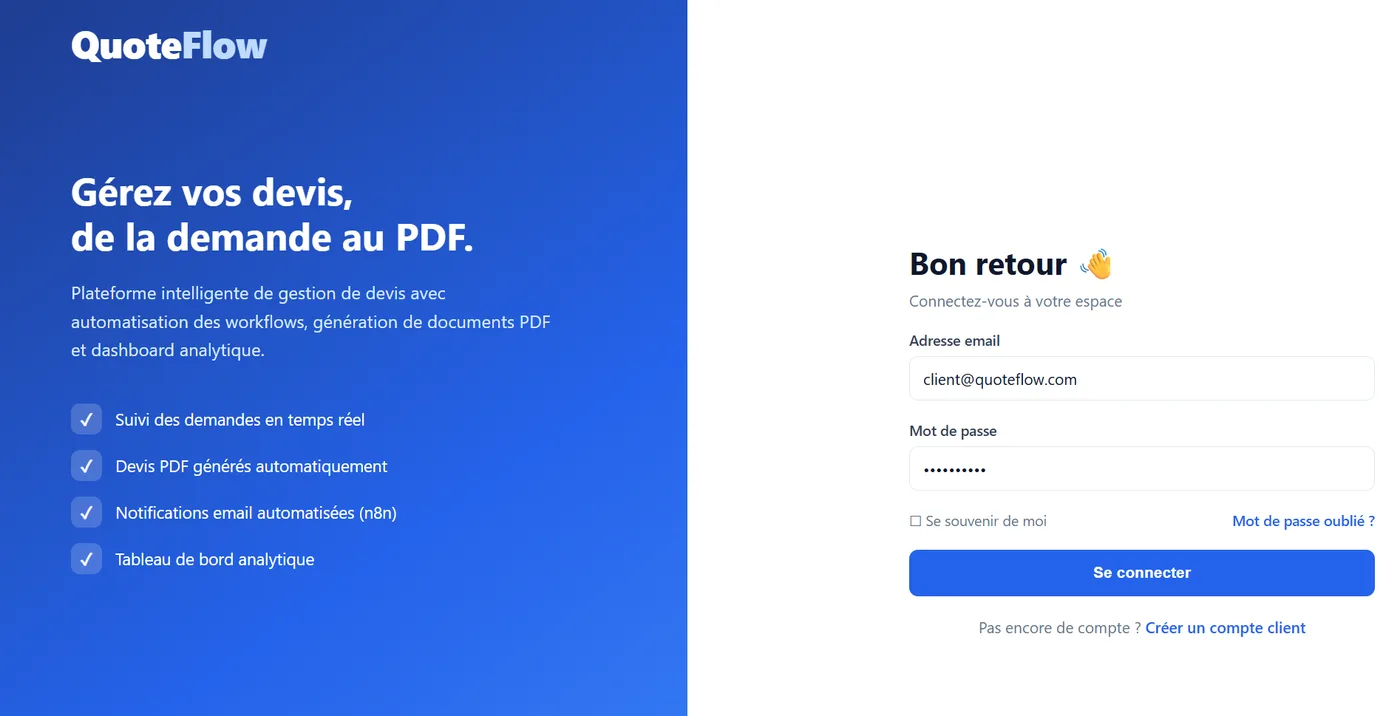 QuoteFlow
Gérez vos devis,
de la demande au PDF.
Plateforme intelligente de gestion de devis avec
automatisation des workflows, génération de documents PDF
et dashboard analytique.
✓ Suivi des demandes en temps réel
✓ Devis PDF générés automatiquement
✓ Notifications email automatisées (n8n)
✓ Tableau de bord analytique
Bon retour 👋
Connectez-vous à votre espace
Adresse email
client@quoteflow.com
Mot de passe
••••••••••
☐ Se souvenir de moi Mot de passe oublié ?
Se connecter
Pas encore de compte ? Créer un compte client